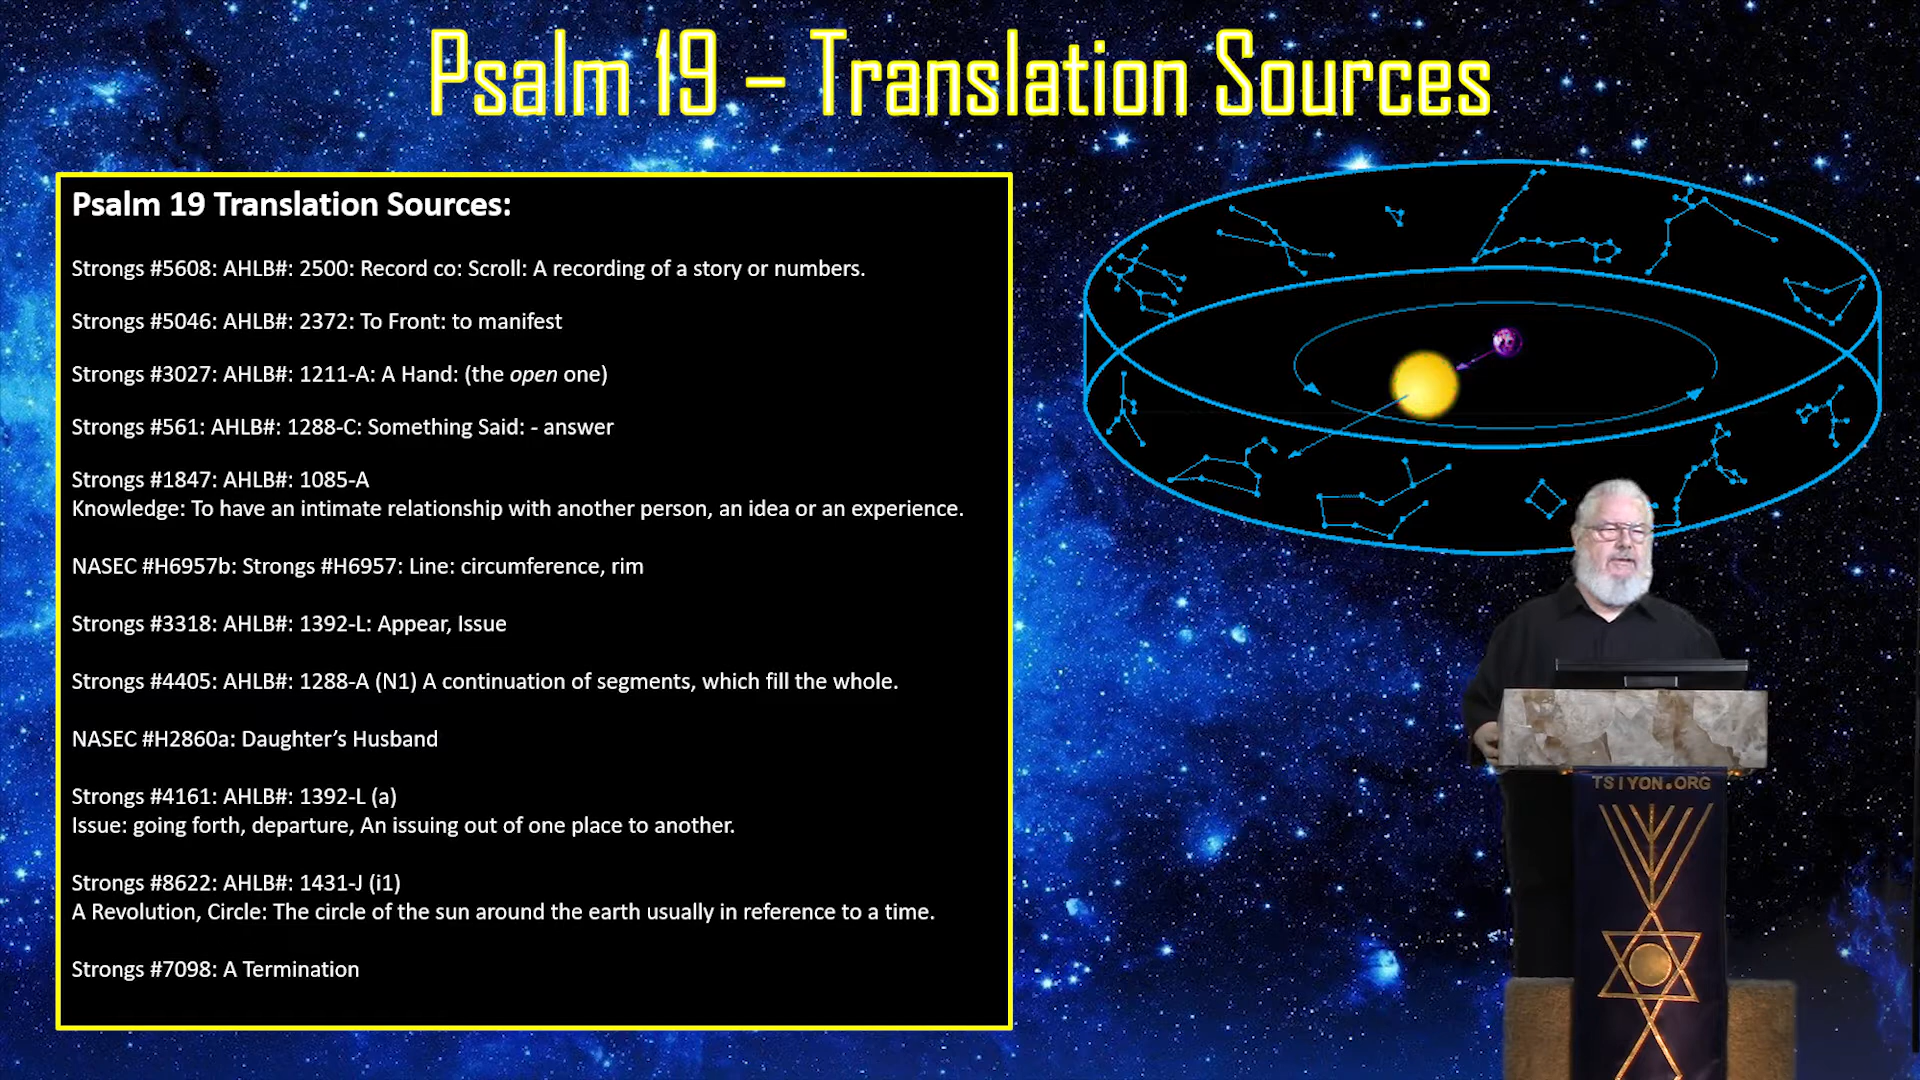 Psalm 19 – Translation Sources
Psalm 19 Translation Sources:
Strongs #5608: AHLB#: 2500: Record co: Scroll: A recording of a story or numbers.
Strongs #5046: AHLB#: 2372: To Front: to manifest
Strongs #3027: AHLB#: 1211-A: A Hand: (the open one)
Strongs #561: AHLB#: 1288-C: Something Said: - answer
Strongs #1847: AHLB#: 1085-A
Knowledge: To have an intimate relationship with another person, an idea or an experience.
NASEC #H6957b: Strongs #H6957: Line: circumference, rim
Strongs #3318: AHLB#: 1392-L: Appear, Issue
Strongs #4405: AHLB#: 1288-A (N1) A continuation of segments, which fill the whole.
NASEC #H2860a: Daughter’s Husband
Strongs #4161: AHLB#: 1392-L (a)
Issue: going forth, departure, An issuing out of one place to another.
Strongs #8622: AHLB#: 1431-J (i1)
A Revolution, Circle: The circle of the sun around the earth usually in reference to a time.
Strongs #7098: A Termination
TSIYON.ORG